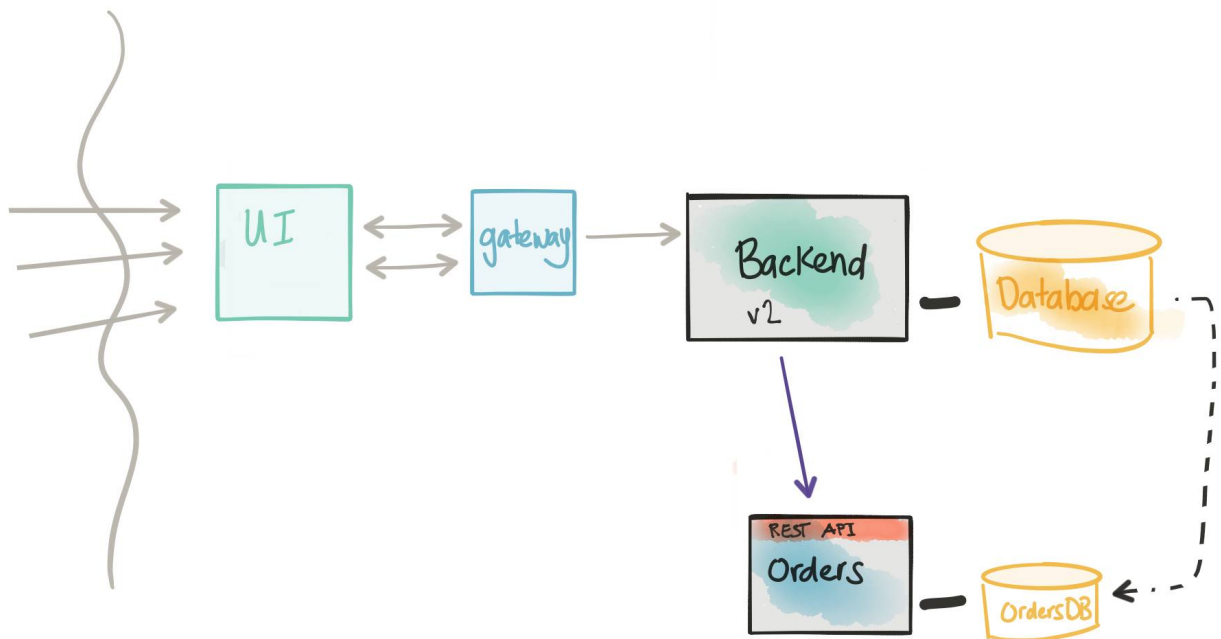 UI
gateway
Backend
v2
Database
REST API
Orders
OrdersDB